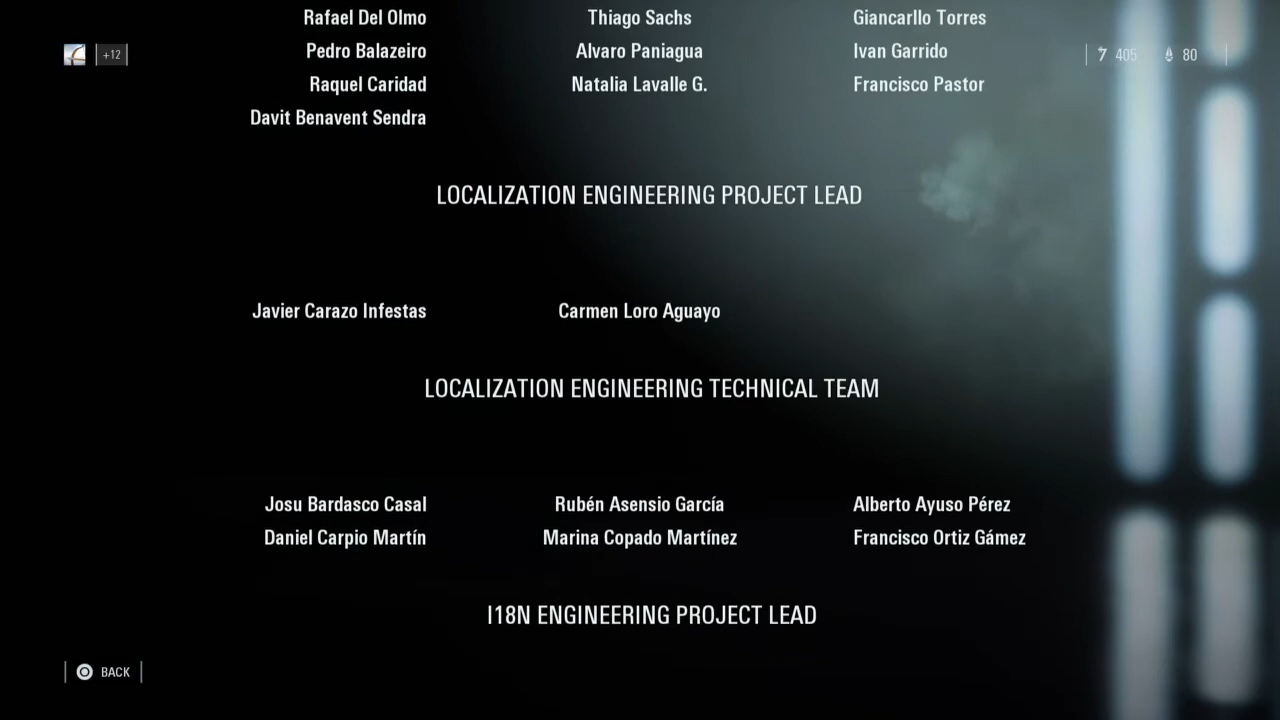 Rafael Del Olmo Thiago Sachs Giancarllo Torres
+12 Pedro Balazeiro Alvaro Paniagua Ivan Garrido 405 80
Raquel Caridad Natalia Lavalle G. Francisco Pastor
Davit Benavent Sendra
LOCALIZATION ENGINEERING PROJECT LEAD
Javier Carazo Infestas Carmen Loro Aguayo
LOCALIZATION ENGINEERING TECHNICAL TEAM
Josu Bardasco Casal Rubén Asensio García Alberto Ayuso Pérez
Daniel Carpio Martín Marina Copado Martínez Francisco Ortiz Gámez
I18N ENGINEERING PROJECT LEAD
BACK